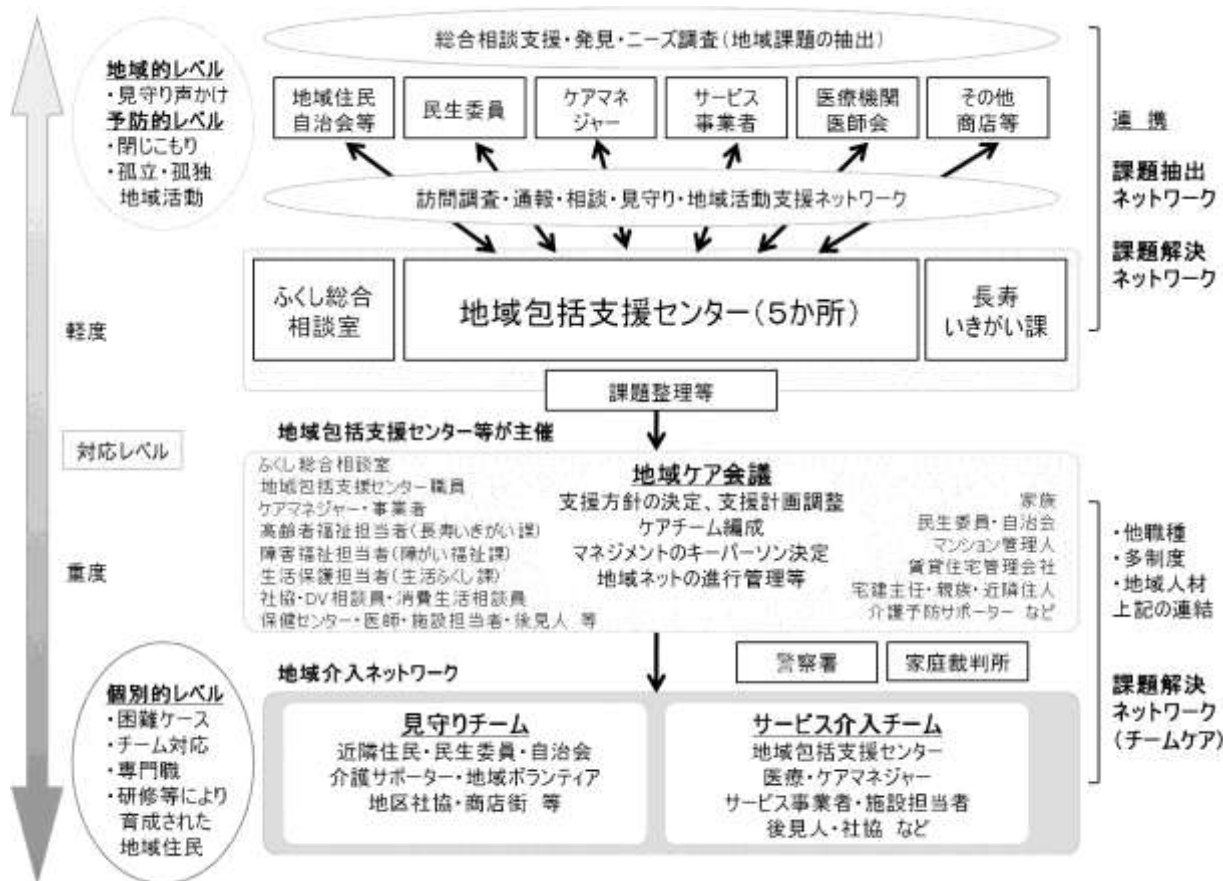 総合相談支援・発見・ニーズ調査(地域課題の抽出)
地域的レベル
・見守り声かけ
予防的レベル
・閉じこもり
・孤立・孤独
地域活動
地域住民
自治会等
民生委員
ケアマネ
ジャー
サービス
事業者
医療機関
医師会
その他
商店等
訪問調査・通報・相談・見守り・地域活動支援ネットワーク
連 携
課題抽出
ネットワーク
課題解決
ネットワーク
ふくし総合
相談室
地域包括支援センター(5か所)
長寿
いきがい課
軽度
課題整理等
対応レベル
重度
地域包括支援センター等が主催
ふくし総合相談室
地域包括支援センター職員
ケアマネジャー・事業者
高齢者福祉担当者(長寿いきがい課)
障害福祉担当者(障がい福祉課)
生活保護担当者(生活ふくし課)
社協・DV相談員・消費生活相談員
保健センター・医師・施設担当者・後見人 等
地域ケア会議
支援方針の決定、支援計画調整
ケアチーム編成
マネジメントのキーパーソン決定
地域ネットの進行管理等
家族
民生委員・自治会
マンション管理人
賃貸住宅管理会社
宅建主任・親族・近隣住人
介護予防サポーター など
・他職種
・多制度
・地域人材
上記の連結
警察署
家庭裁判所
地域介入ネットワーク
個別的レベル
・困難ケース
・チーム対応
・専門職
・研修等により
育成された
地域住民
見守りチーム
近隣住民・民生委員・自治会
介護サポーター・地域ボランティア
地区社協・商店街 等
サービス介入チーム
地域包括支援センター
医療・ケアマネジャー
サービス事業者・施設担当者
後見人・社協 など
課題解決
ネットワーク
(チームケア)